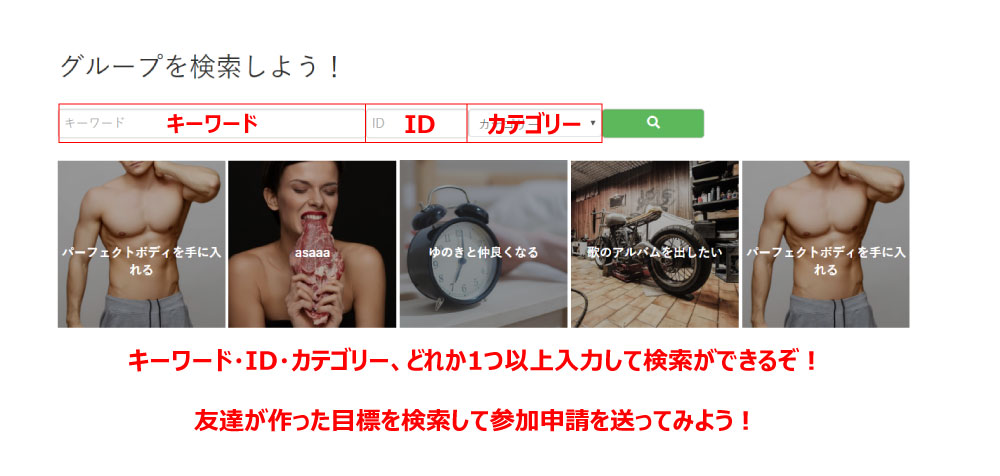 グループを検索しよう！
キーワード キーワード ID ID カテゴリー カテゴリー
パーフェクトボディを手に入
れる
asaaa
ゆのきと仲良くなる
歌のアルバムを出したい
パーフェクトボディを手に入
れる
キーワード・ID・カテゴリー、どれか1つ以上入力して検索ができるぞ！
友達が作った目標を検索して参加申請を送ってみよう！